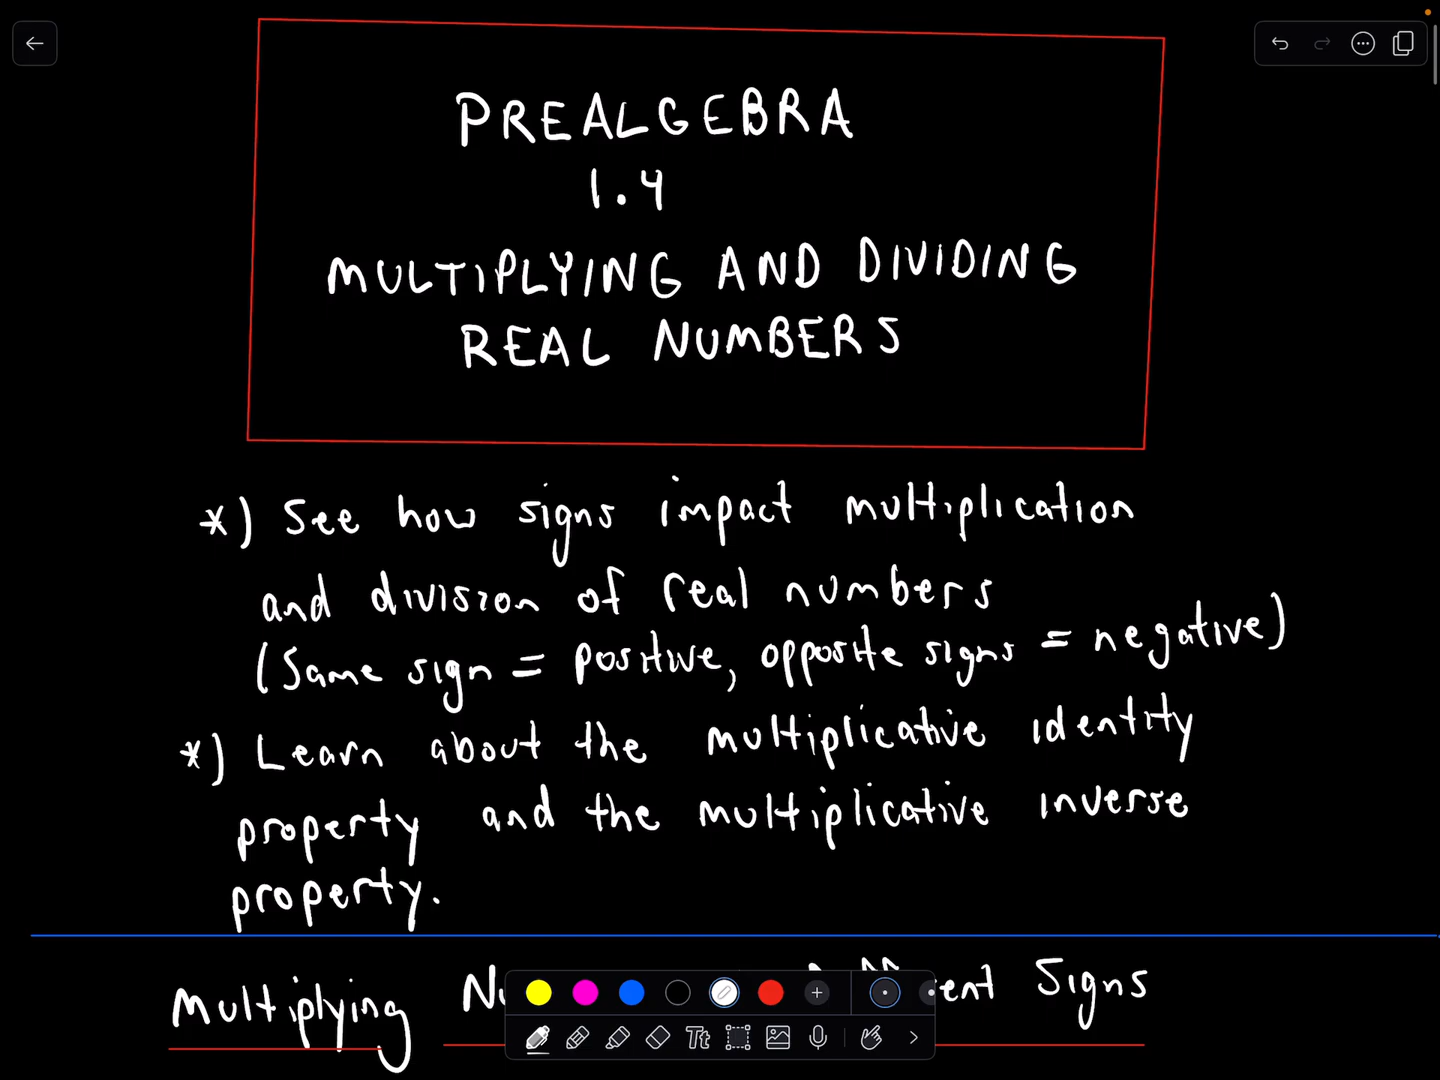 PREALGEBRA
1.4
MULTIPLYING AND DIVIDING
REAL NUMBERS
*) See how signs impact multiplication
and division of real numbers
(Same sign = positive, opposite signs = negative)
*) Learn about the multiplicative identity
property and the multiplicative inverse
property.
Multiplying Signs
Tt